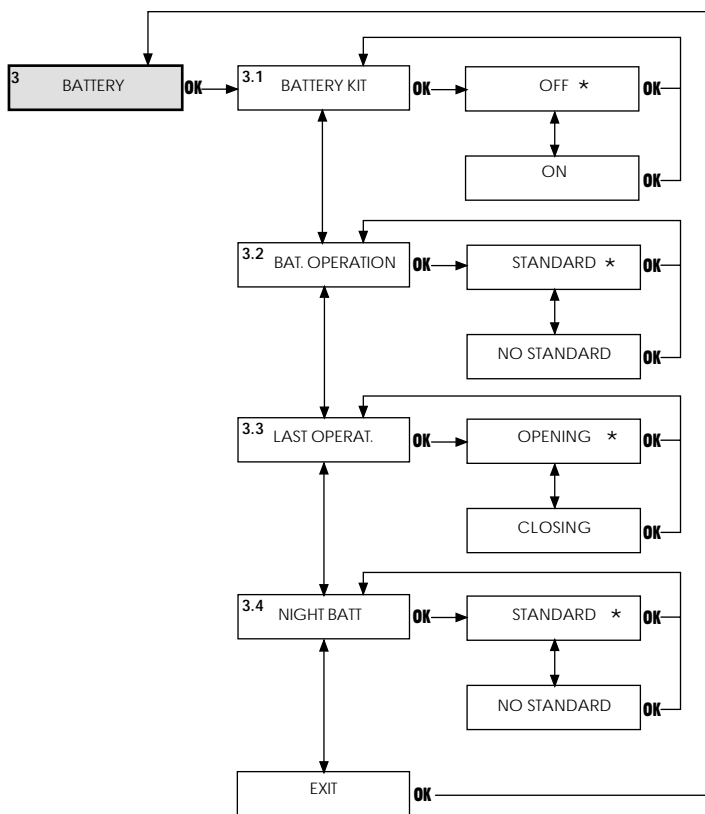 3 BATTERY OK
3.1 BATTERY KIT OK
OFF * OK
ON OK
3.2 BAT. OPERATION OK
STANDARD * OK
NO STANDARD OK
3.3 LAST OPERAT. OK
OPENING * OK
CLOSING OK
3.4 NIGHT BATT OK
STANDARD * OK
NO STANDARD OK
EXIT OK